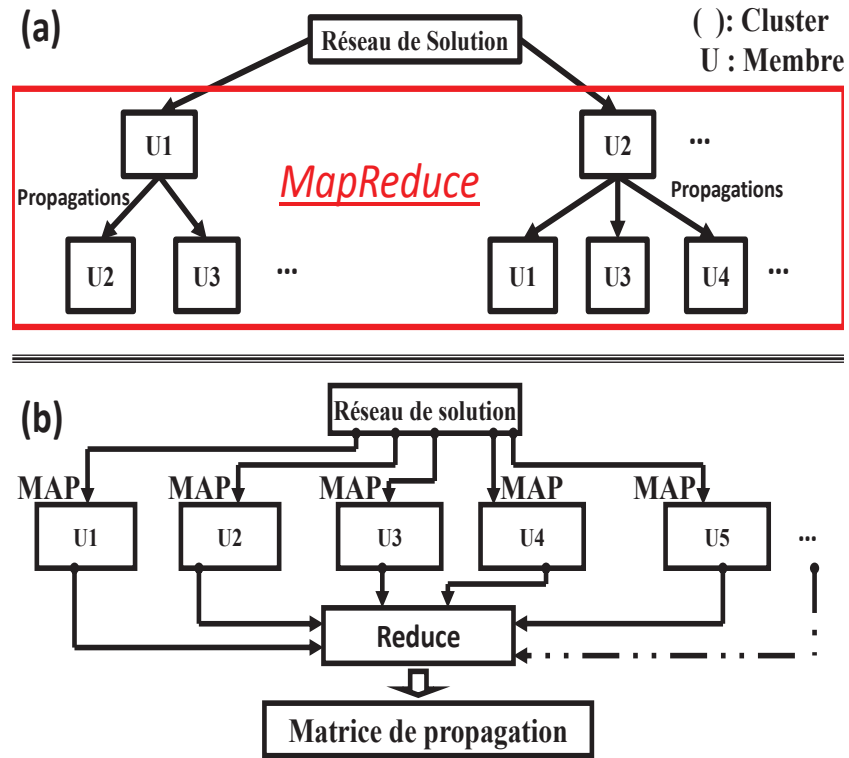 (a)
Réseau de Solution
( ): Cluster
U : Membre
U1
U2
...
Propagations
MapReduce
Propagations
U2
U3
...
U1
U3
U4
...
(b)
Réseau de solution
MAP
MAP
MAP
MAP
MAP
U1
U2
U3
U4
U5
...
Reduce
Matrice de propagation